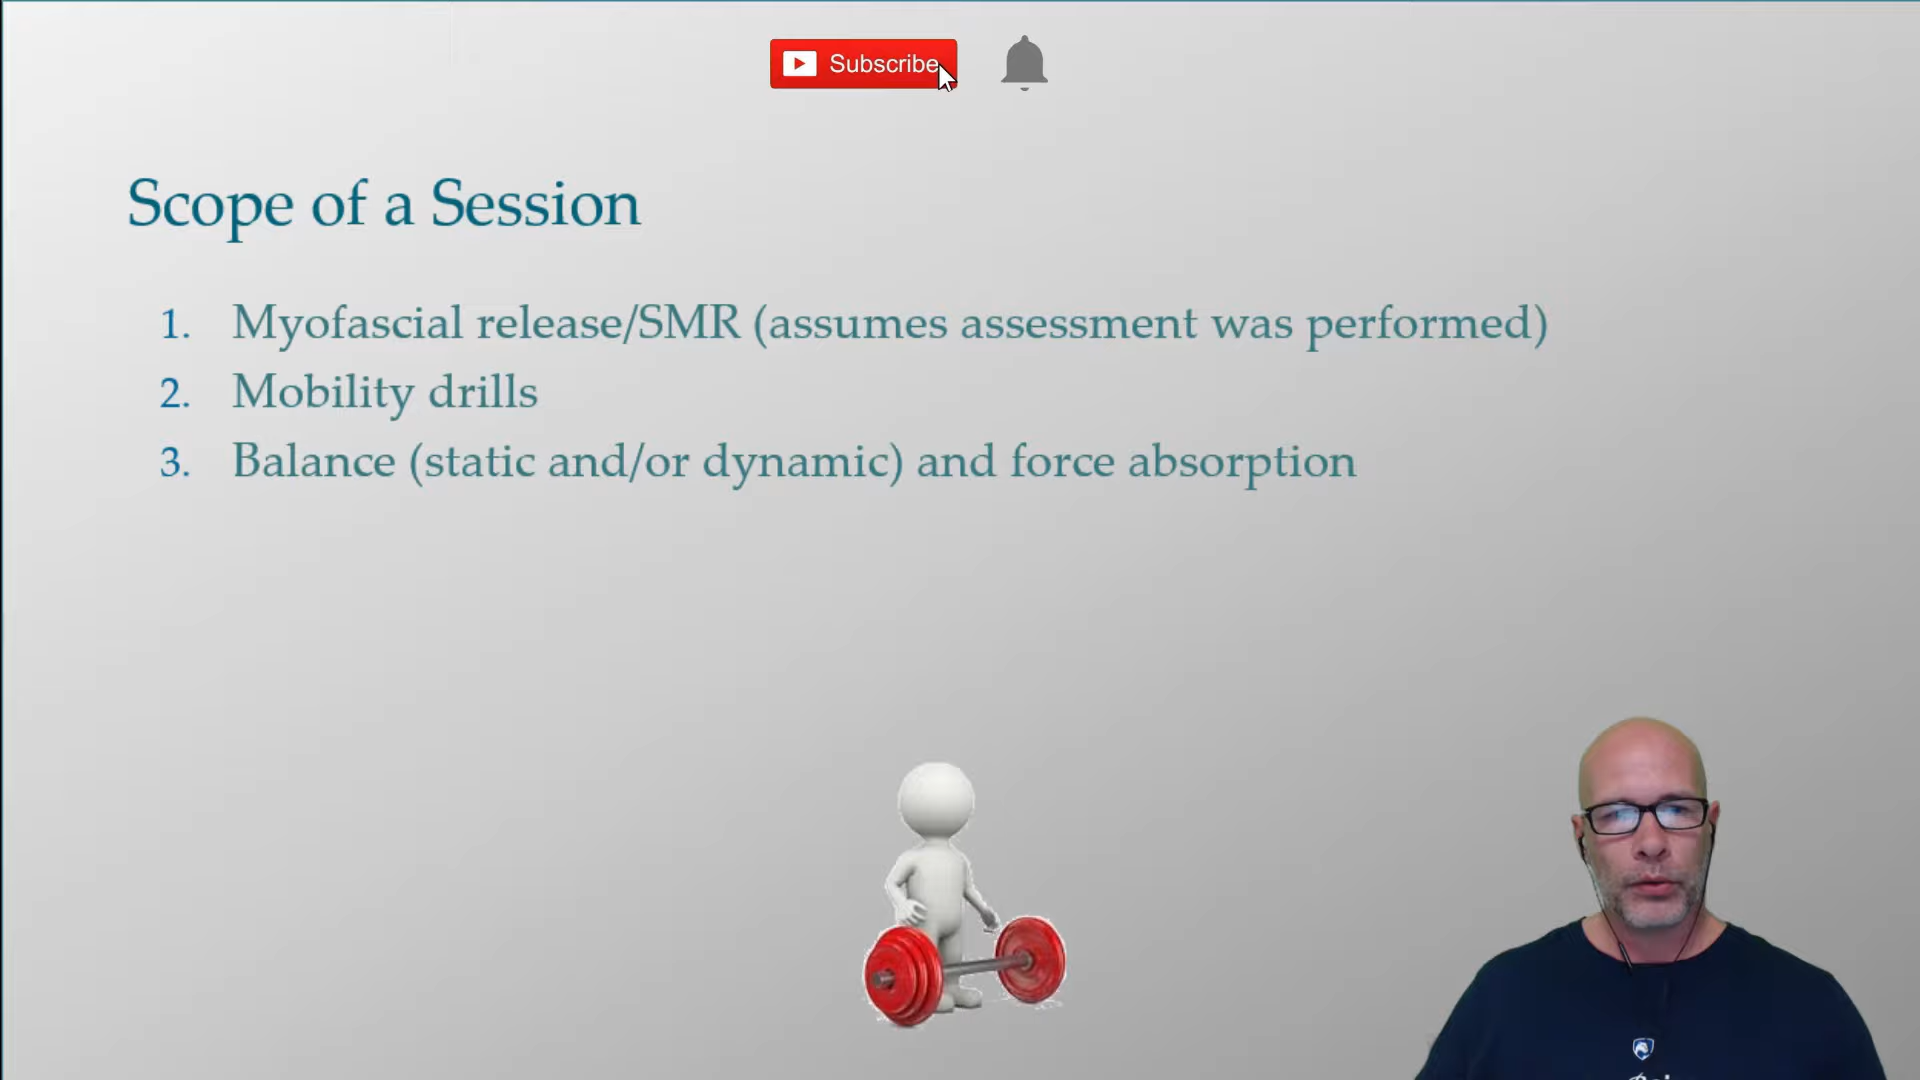 Subscribe
Scope of a Session
1. Myofascial release/SMR (assumes assessment was performed)
2. Mobility drills
3. Balance (static and/or dynamic) and force absorption